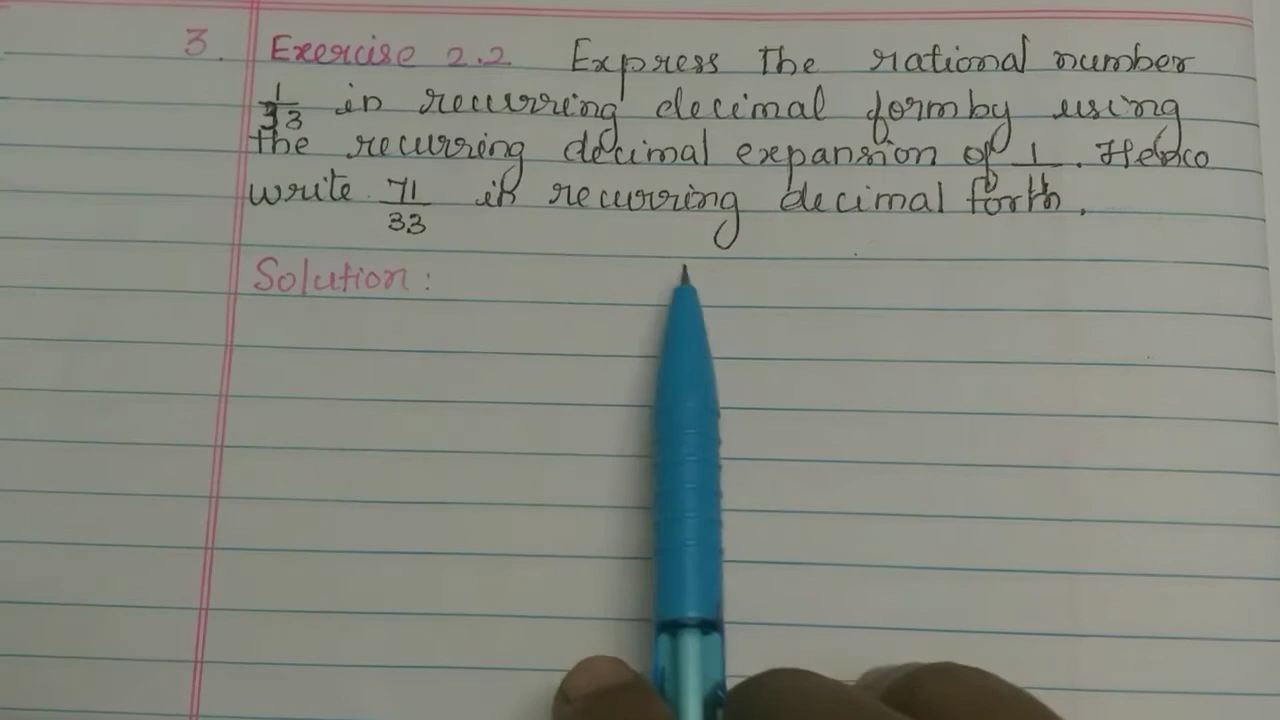 3. Exercise 2.2 Express the rational number
1/33 in recurring decimal form by using
the recurring decimal expansion of 1/11. Hence
write 71/33 in recurring decimal form.
Solution: